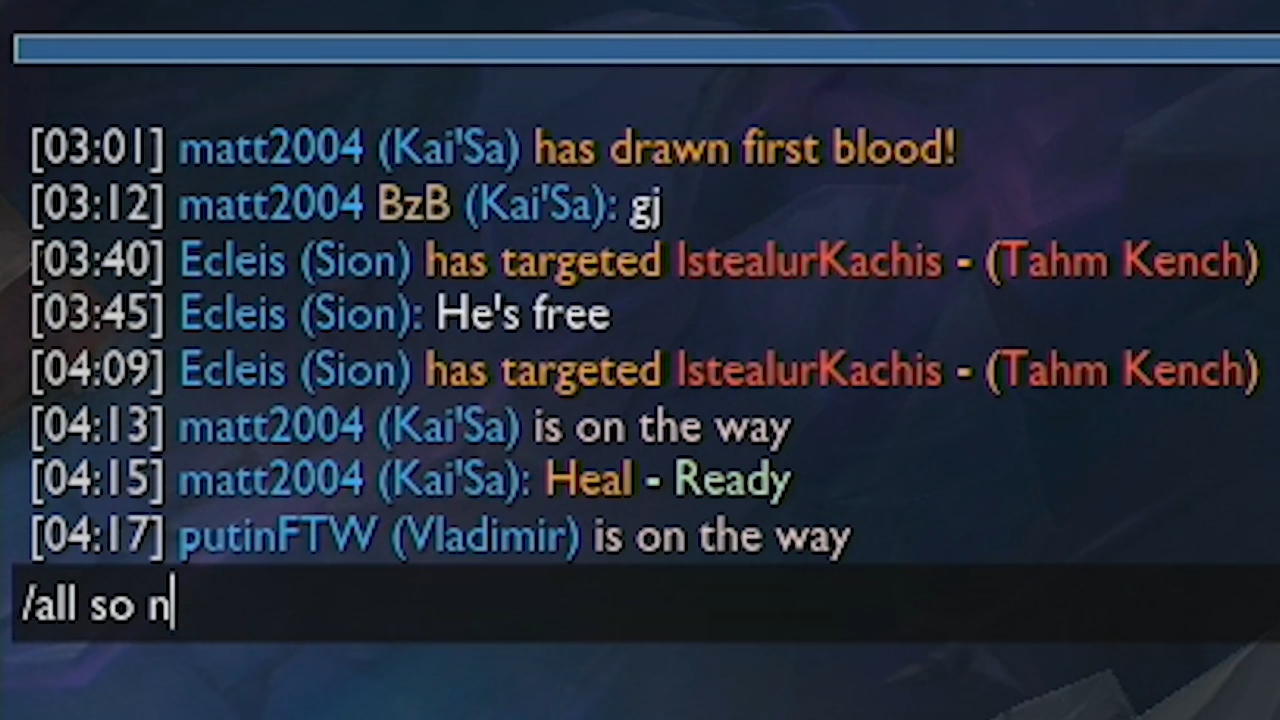 [03:01] matt2004 (Kai'Sa) has drawn first blood!
[03:12] matt2004 BzB (Kai'Sa): gj
[03:40] Ecleis (Sion) has targeted IstealurKachis - (Tahm Kench)
[03:45] Ecleis (Sion): He's free
[04:09] Ecleis (Sion) has targeted IstealurKachis - (Tahm Kench)
[04:13] matt2004 (Kai'Sa) is on the way
[04:15] matt2004 (Kai'Sa): Heal - Ready
[04:17] putinFTW (Vladimir) is on the way
/all so n